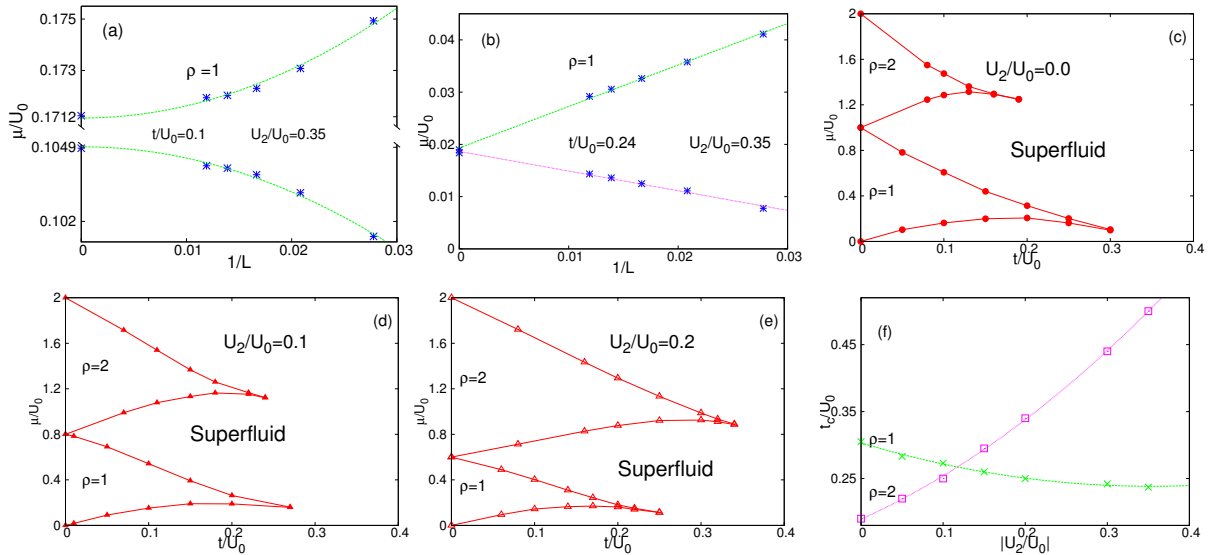 (a)
0.175
0.173
0.1712
0.1049
0.102
μ/U0
ρ =1
t/U0=0.1 U2/U0=0.35
0 0.01 0.02 0.03
1/L
(b)
0.04
0.03
0.02
0.01
0
μ/U0
ρ=1
t/U0=0.24 U2/U0=0.35
0 0.01 0.02 0.03
1/L
(c)
2
1.6
1.2
0.8
0.4
0
μ/U0
ρ=2
U2/U0=0.0
Superfluid
ρ=1
0 0.1 0.2 0.3 0.4
t/U0
(d)
2
1.6
1.2
0.8
0.4
0
μ/U0
U2/U0=0.1
ρ=2
Superfluid
ρ=1
0 0.1 0.2 0.3 0.4
t/U0
(e)
2
1.6
1.2
0.8
0.4
0
μ/U0
U2/U0=0.2
ρ=2
Superfluid
ρ=1
0 0.1 0.2 0.3 0.4
t/U0
(f)
0.45
0.35
0.25
tc/U0
ρ=1
ρ=2
0 0.1 0.2 0.3 0.4
|U2/U0|